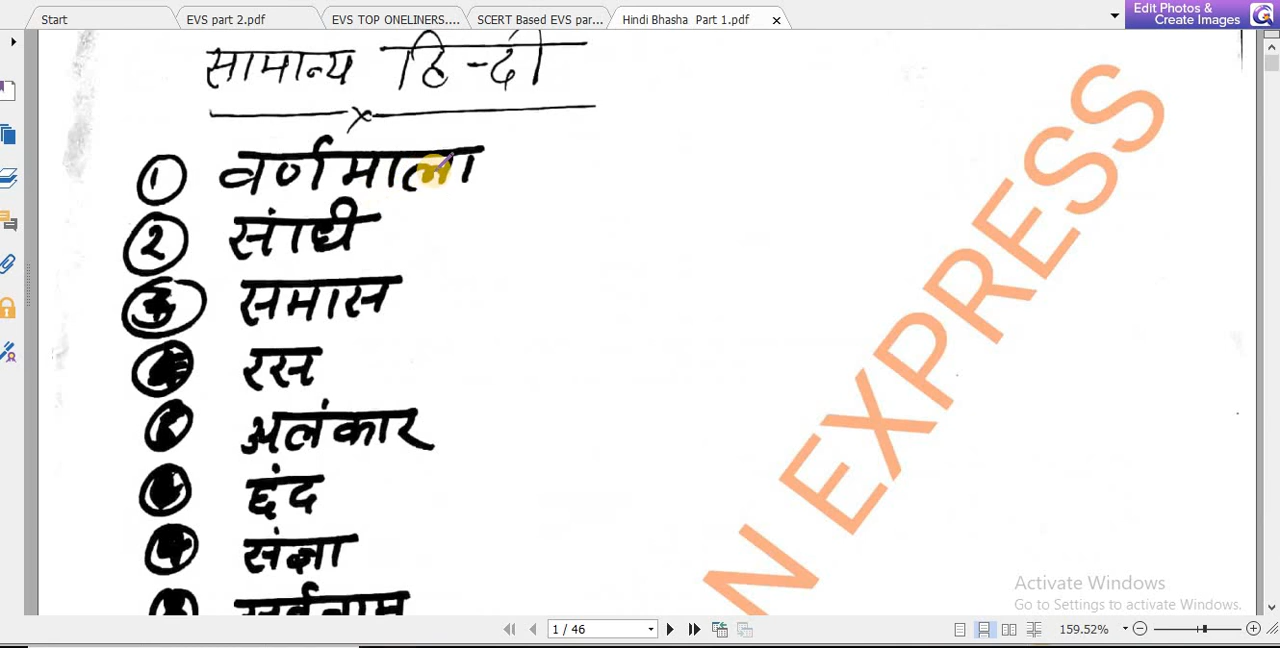 Start EVS part 2.pdf EVS TOP ONELINERS.... SCERT Based EVS par... Hindi Bhasha Part 1.pdf × Edit Photos & Create Images
सामान्य हिन्दी
① वर्णमाला
② संधी
③ समास
रस
अलंकार
छंद
संज्ञा
सर्वनाम
N EXPRESS
Activate Windows
Go to Settings to activate Windows.
1 / 46 159.52%